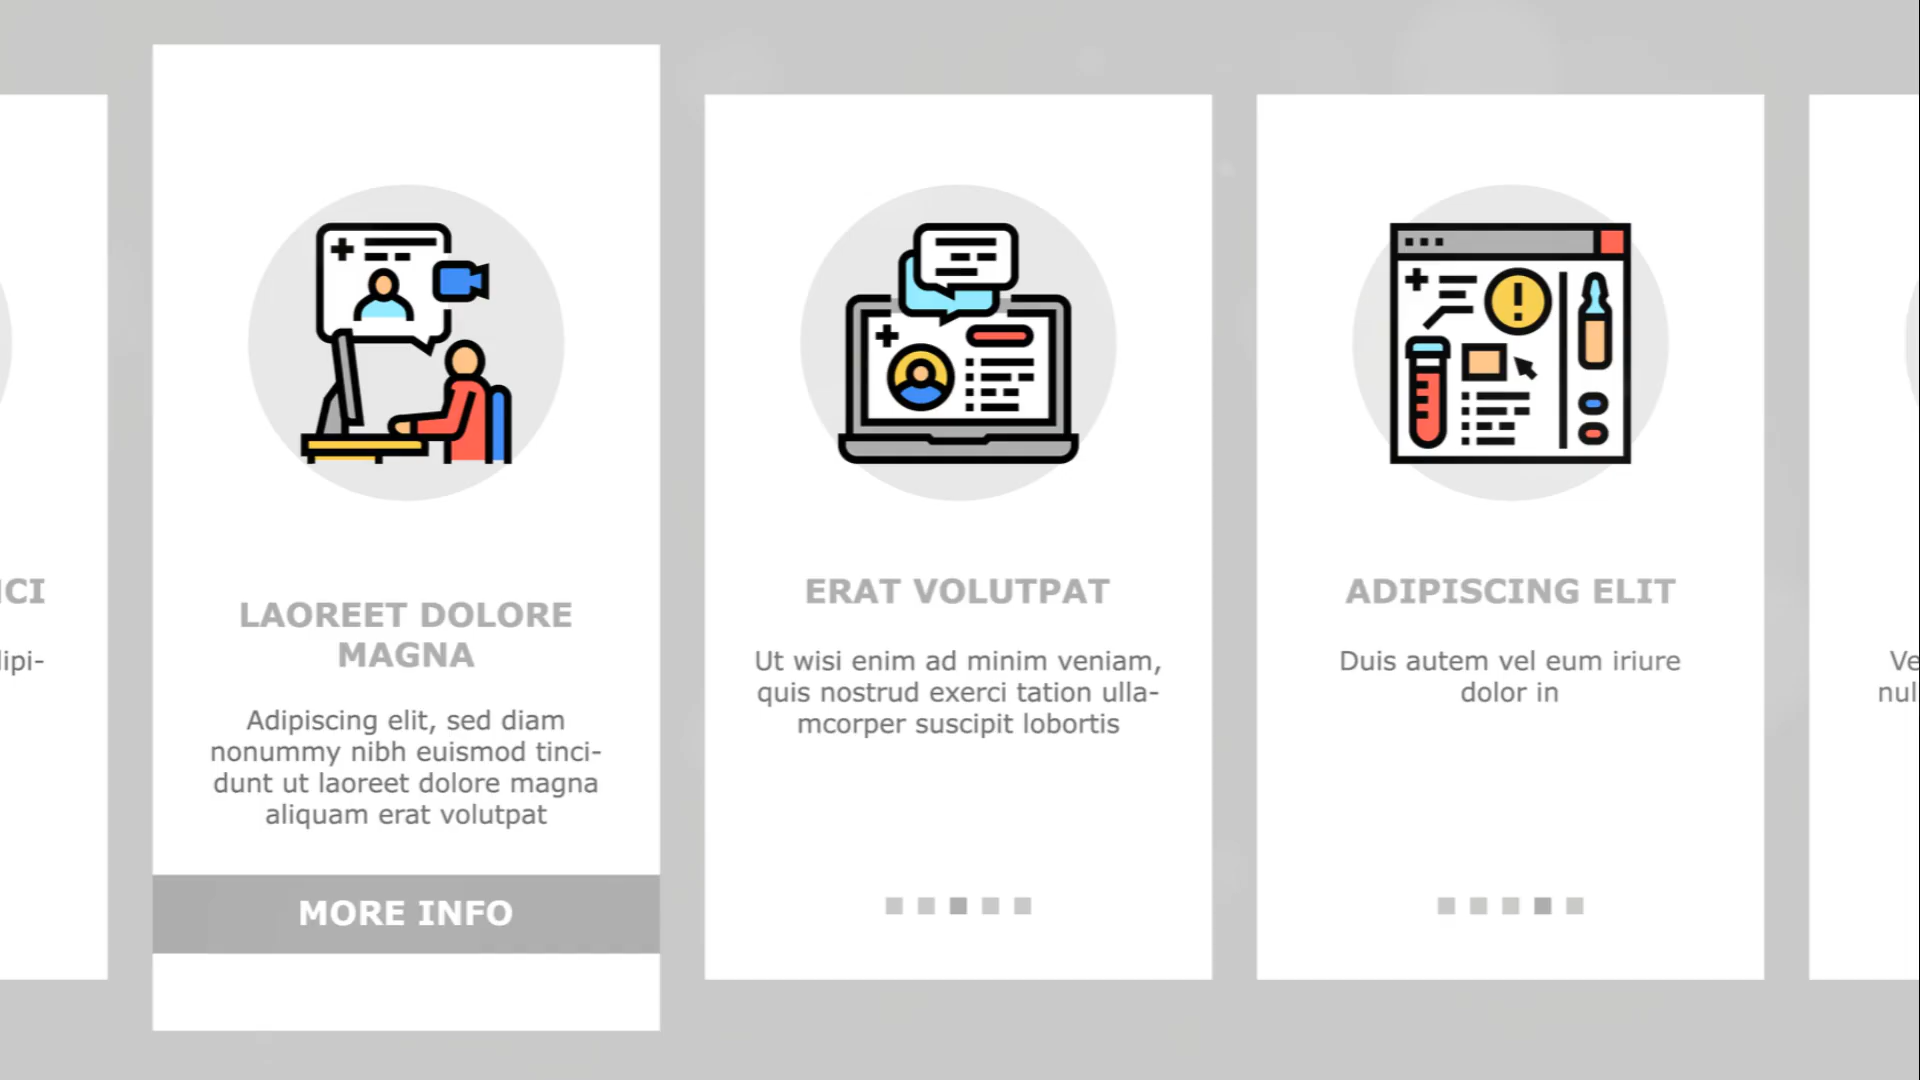 LAOREET DOLORE
MAGNA
Adipiscing elit, sed diam
nonummy nibh euismod tinci-
dunt ut laoreet dolore magna
aliquam erat volutpat
MORE INFO
ERAT VOLUTPAT
Ut wisi enim ad minim veniam,
quis nostrud exerci tation ulla-
mcorper suscipit lobortis
ADIPISCING ELIT
Duis autem vel eum iriure
dolor in